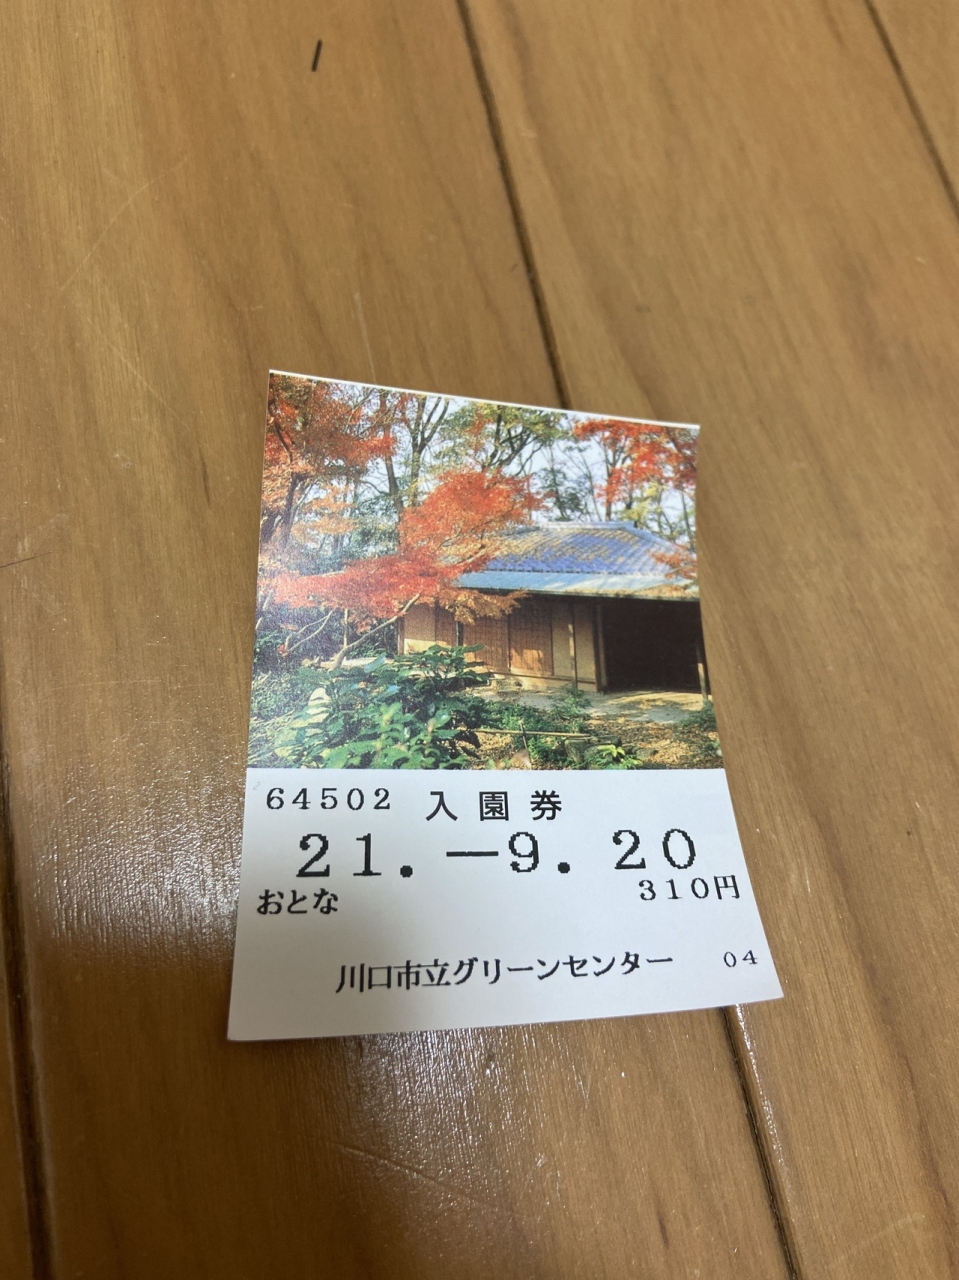 64502 入園券
21.-9.20
おとな 310円
川口市立グリーンセンター 04